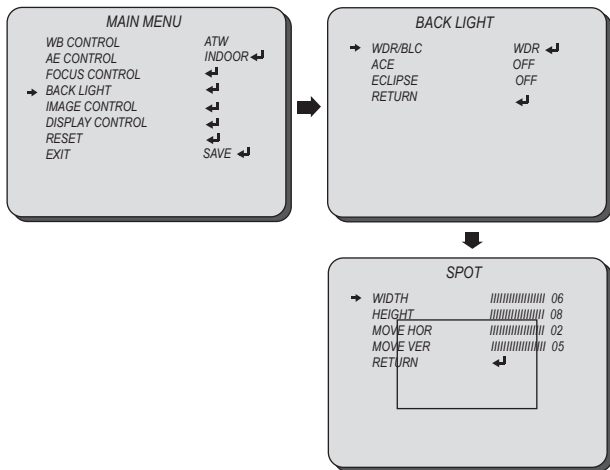 MAIN MENU
WB CONTROL ATW
AE CONTROL INDOOR
FOCUS CONTROL
BACK LIGHT
IMAGE CONTROL
DISPLAY CONTROL
RESET
EXIT SAVE
BACK LIGHT
WDR/BLC WDR
ACE OFF
ECLIPSE OFF
RETURN
SPOT
WIDTH 06
HEIGHT 08
MOVE HOR 02
MOVE VER 05
RETURN